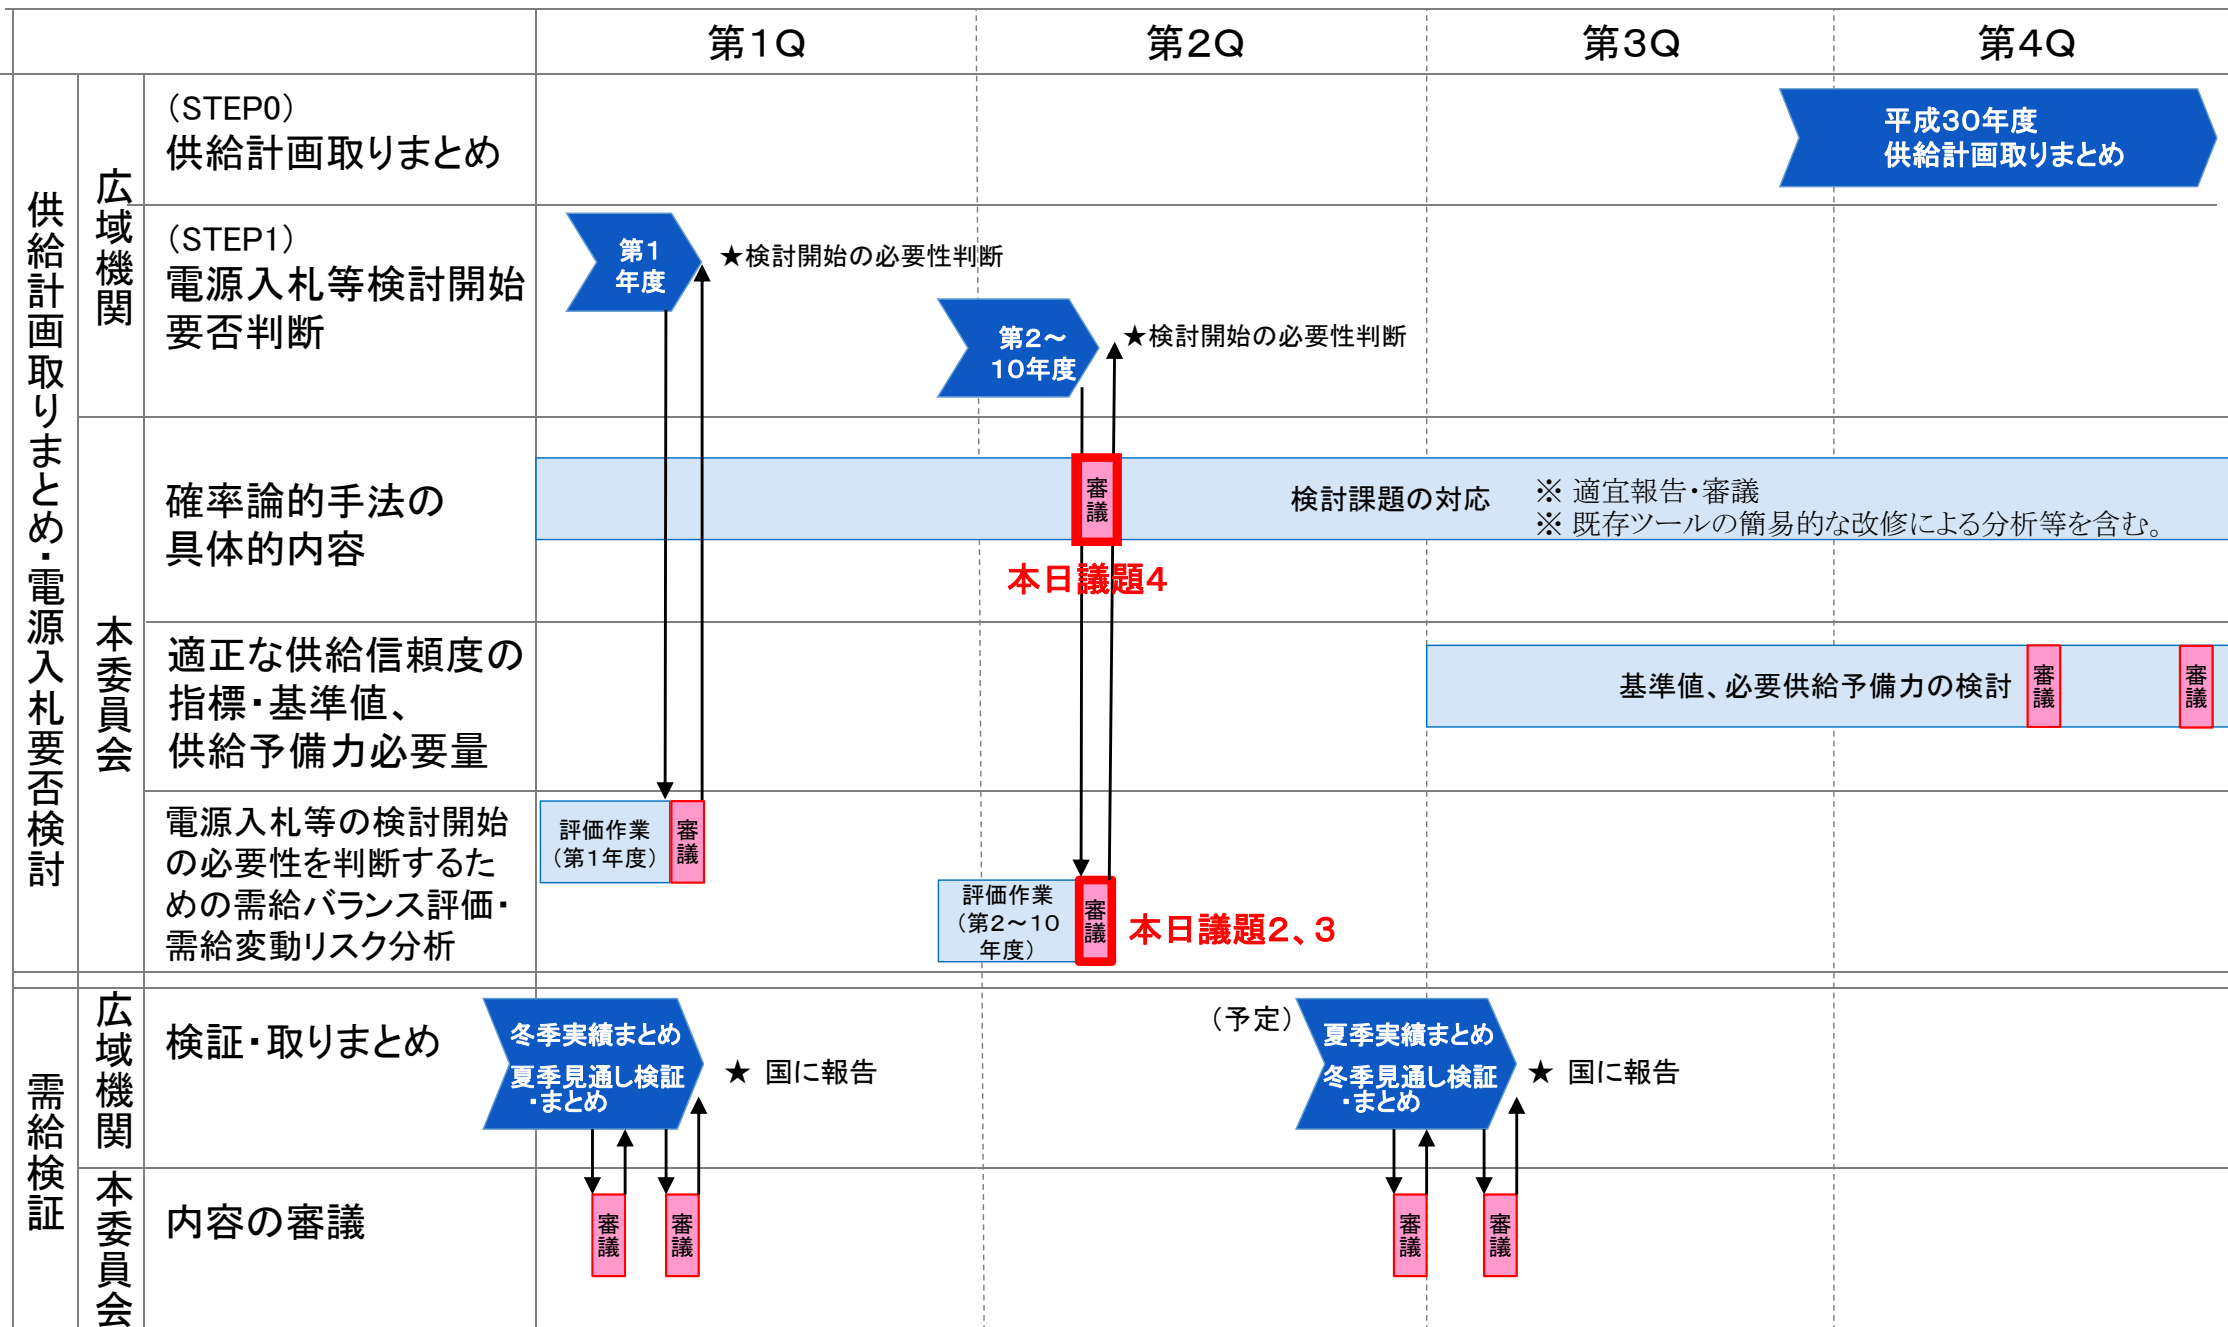 第1Q
第2Q
第3Q
第4Q
供給計画取りまとめ・電源入札要否検討
広域機関
(STEP0)
供給計画取りまとめ
平成30年度
供給計画取りまとめ
(STEP1)
電源入札等検討開始
要否判断
第1
年度
★検討開始の必要性判断
第2～
10年度
★検討開始の必要性判断
本委員会
確率論的手法の
具体的内容
審議
検討課題の対応
※ 適宜報告・審議
※ 既存ツールの簡易的な改修による分析等を含む。
本日議題4
適正な供給信頼度の
指標・基準値、
供給予備力必要量
基準値、必要供給予備力の検討
審議
審議
電源入札等の検討開始
の必要性を判断するた
めの需給バランス評価・
需給変動リスク分析
評価作業
(第1年度)
審議
評価作業
(第2～10
年度)
審議
本日議題2、3
需給検証
広域機関
検証・取りまとめ
冬季実績まとめ
夏季見通し検証
・まとめ
★ 国に報告
(予定)
夏季実績まとめ
冬季見通し検証
・まとめ
★ 国に報告
本委員会
内容の審議
審議
審議
審議
審議